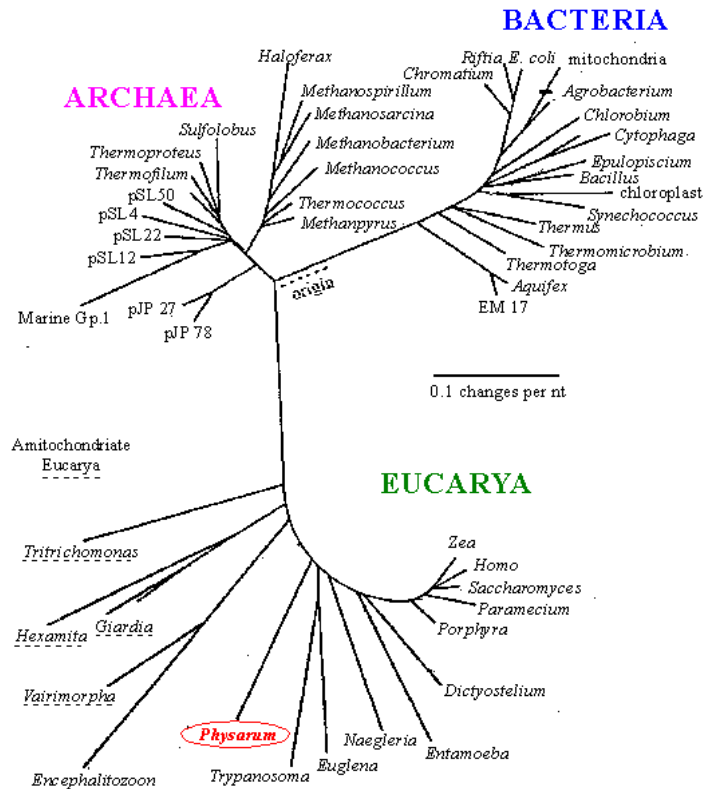 BACTERIA
ARCHAEA
Haloferax
Methanospirillum
Methanosarcina
Methanobacterium
Methanococcus
Thermococcus
Methanpyrus
Sulfolobus
Thermoproteus
Thermofilum
pSL50
pSL4
pSL22
pSL12
Marine Gp.1
pJP 27
pJP 78
Riftia
E. coli
mitochondria
Chromatium
Agrobacterium
Chlorobium
Cytophaga
Epulopiscium
Bacillus
chloroplast
Synechococcus
Thermus
Thermomicrobium
Thermotoga
Aquifex
EM 17
origin
0.1 changes per nt
Amitochondriate
Eucarya
EUCARYA
Tritrichomonas
Hexamita
Giardia
Vairimorpha
Encephalitozoon
Physarum
Trypanosoma
Euglena
Naegleria
Entamoeba
Dictyostelium
Zea
Homo
Saccharomyces
Paramecium
Porphyra